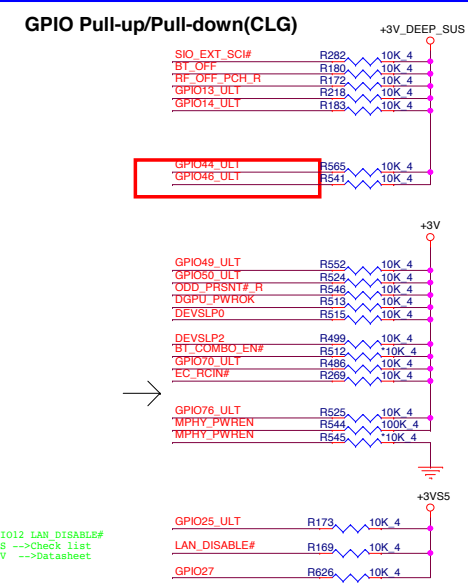 GPIO Pull-up/Pull-down(CLG)
+3V_DEEP_SUS
SIO_EXT_SCI# R282 10K_4
BT_OFF R180 10K_4
RF_OFF_PCH_R R172 10K_4
GPIO13_ULT R218 10K_4
GPIO14_ULT R183 10K_4
GPIO44_ULT R565 10K_4
GPIO46_ULT R541 10K_4
+3V
GPIO49_ULT R552 10K_4
GPIO50_ULT R524 10K_4
ODD_PRSNT#_R R546 10K_4
DGPU_PWROK R513 10K_4
DEVSLP0 R515 10K_4
DEVSLP2 R499 10K_4
BT_COMBO_EN# R512 *10K_4
GPIO70_ULT R486 10K_4
EC_RCIN# R269 10K_4
GPIO76_ULT R525 10K_4
MPHY_PWREN R544 100K_4
MPHY_PWREN R545 *10K_4
+3VS5
GPIO25_ULT R173 10K_4
IO12 LAN_DISABLE#
S -->Check list
V -->Datasheet
LAN_DISABLE# R169 10K_4
GPIO27 R626 10K_4